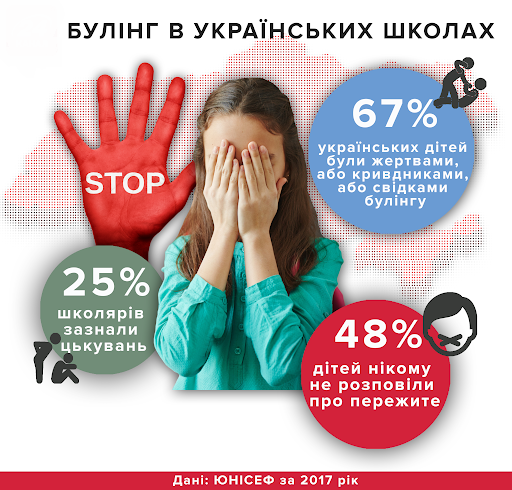 БУЛІНГ В УКРАЇНСЬКИХ ШКОЛАХ
STOP
67%
українських дітей
були жертвами,
або кривдниками,
або свідками
булінгу
25%
школярів
зазнали
цькувань
48%
дітей нікому
не розповіли
про пережите
Дані: ЮНІСЕФ за 2017 рік